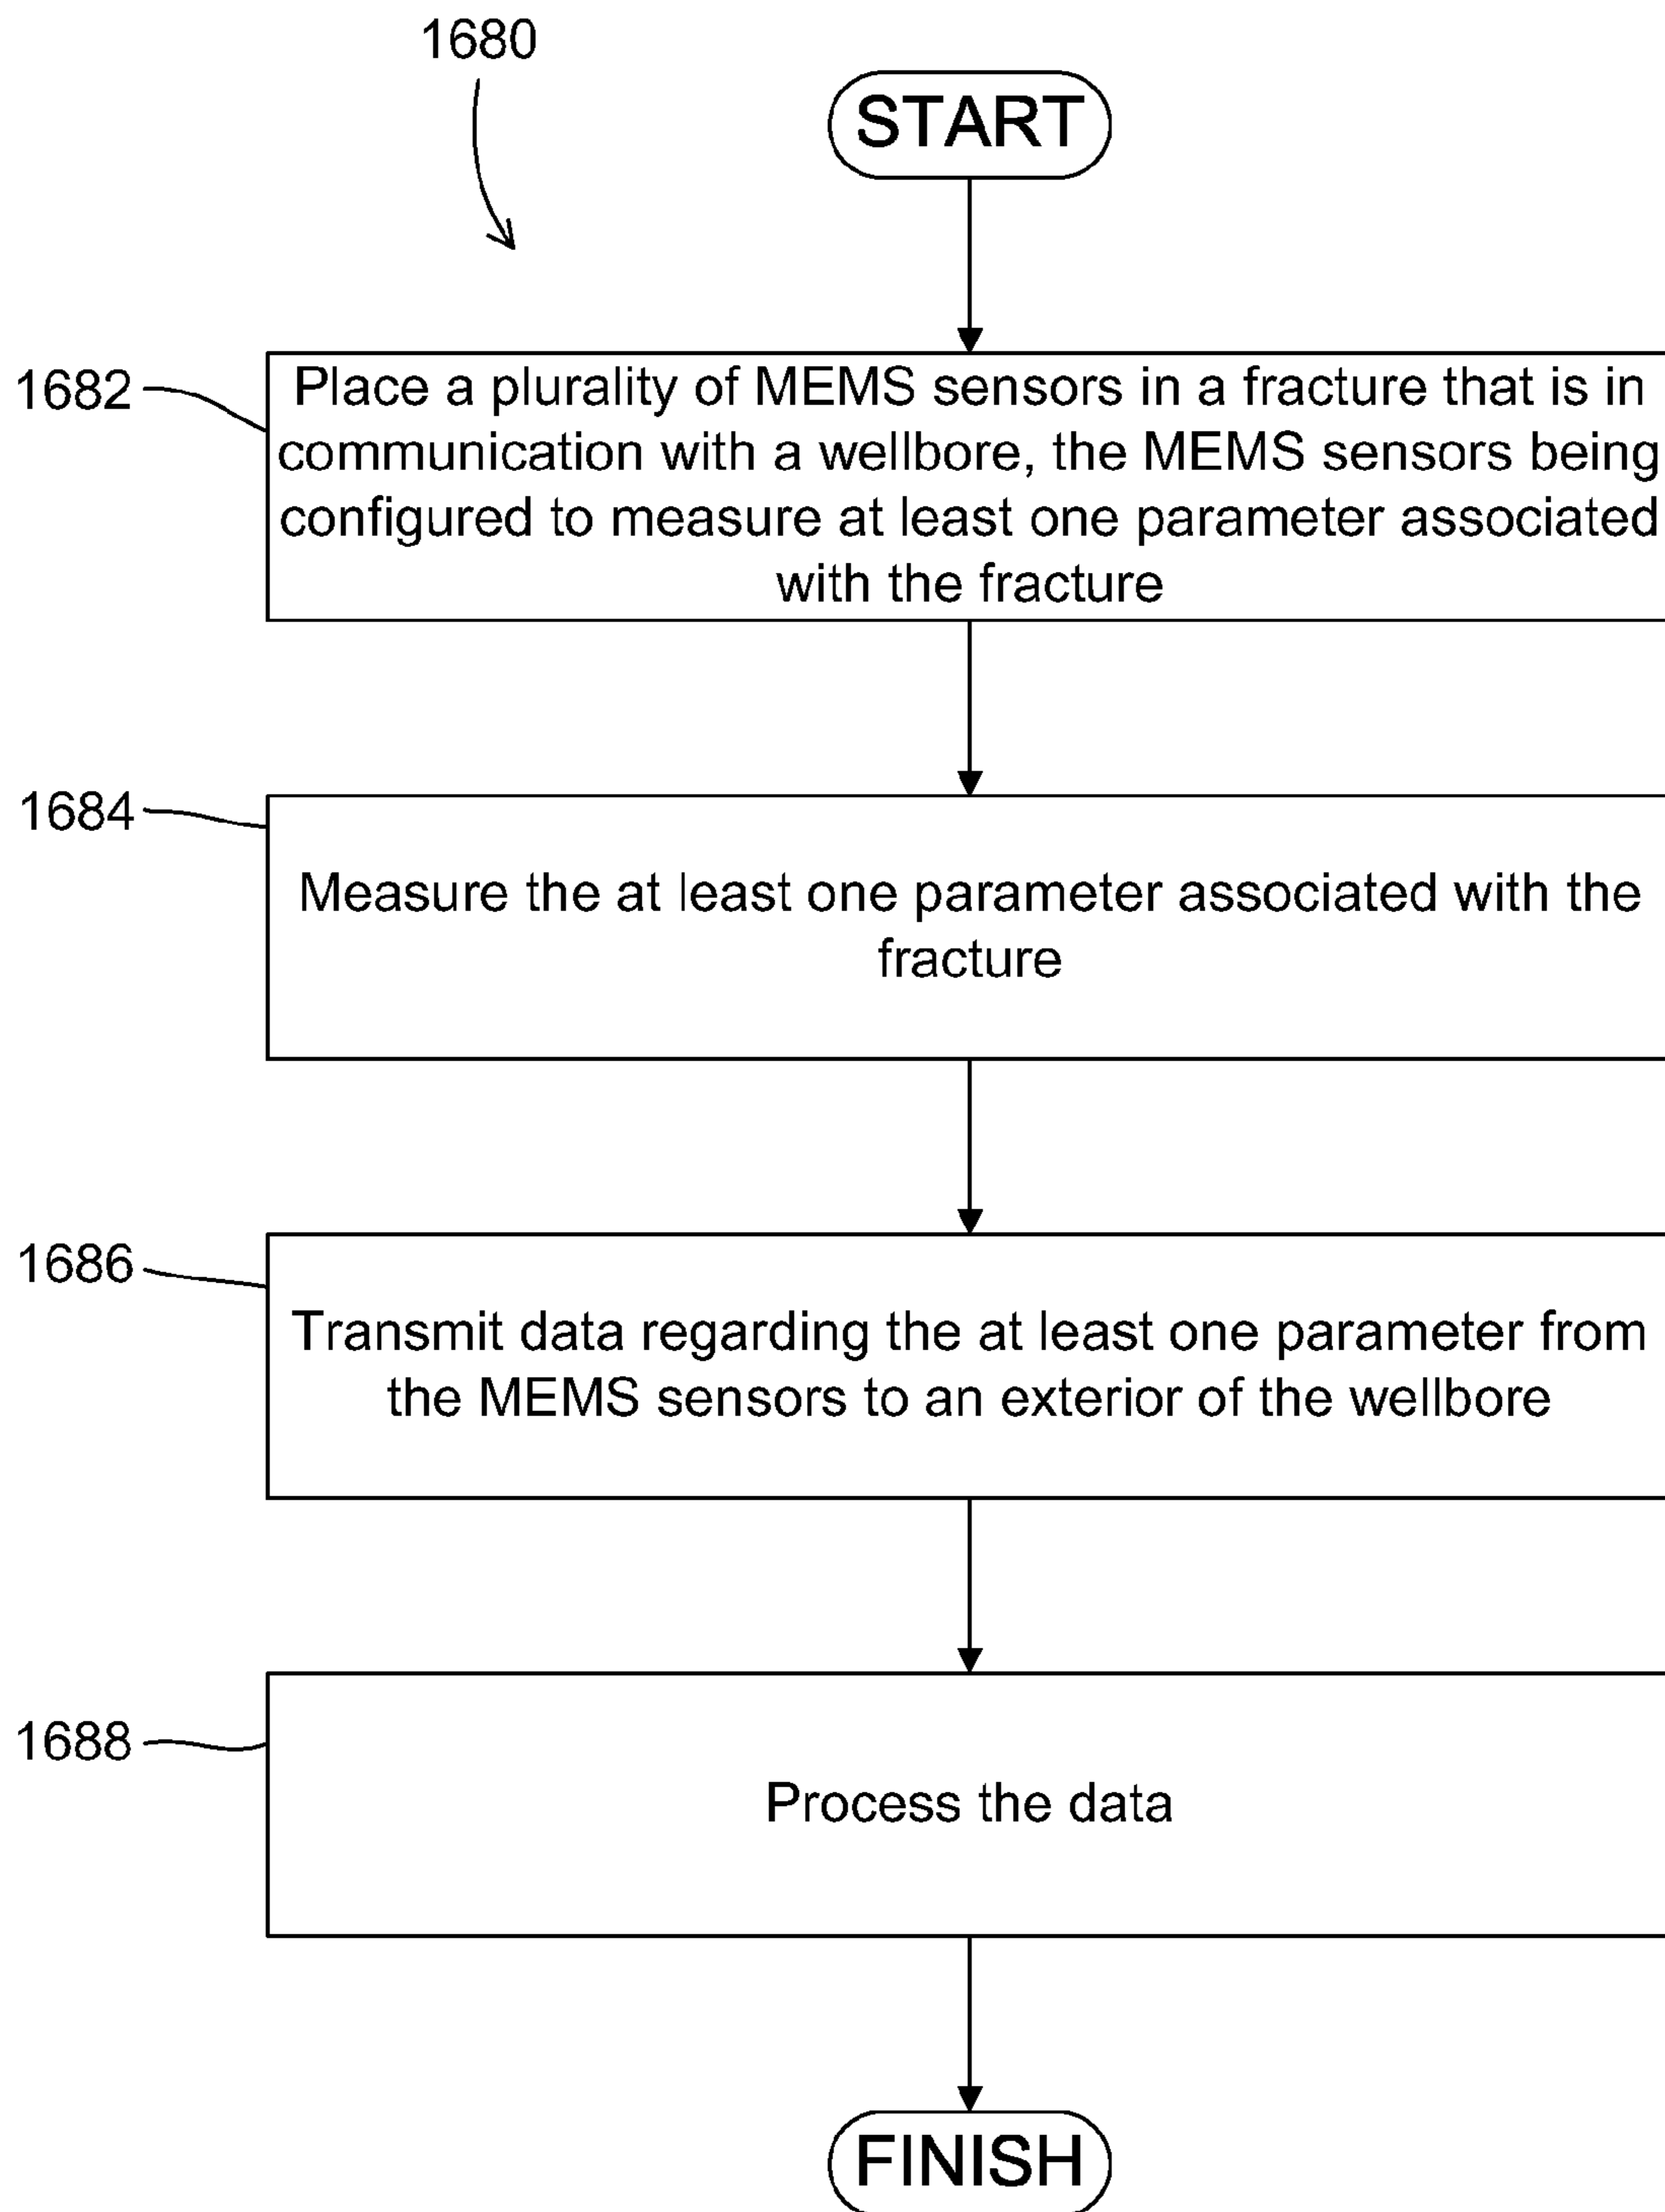 1680
START
1682
Place a plurality of MEMS sensors in a fracture that is in
communication with a wellbore, the MEMS sensors being
configured to measure at least one parameter associated
with the fracture
1684
Measure the at least one parameter associated with the
fracture
1686
Transmit data regarding the at least one parameter from
the MEMS sensors to an exterior of the wellbore
1688
Process the data
FINISH